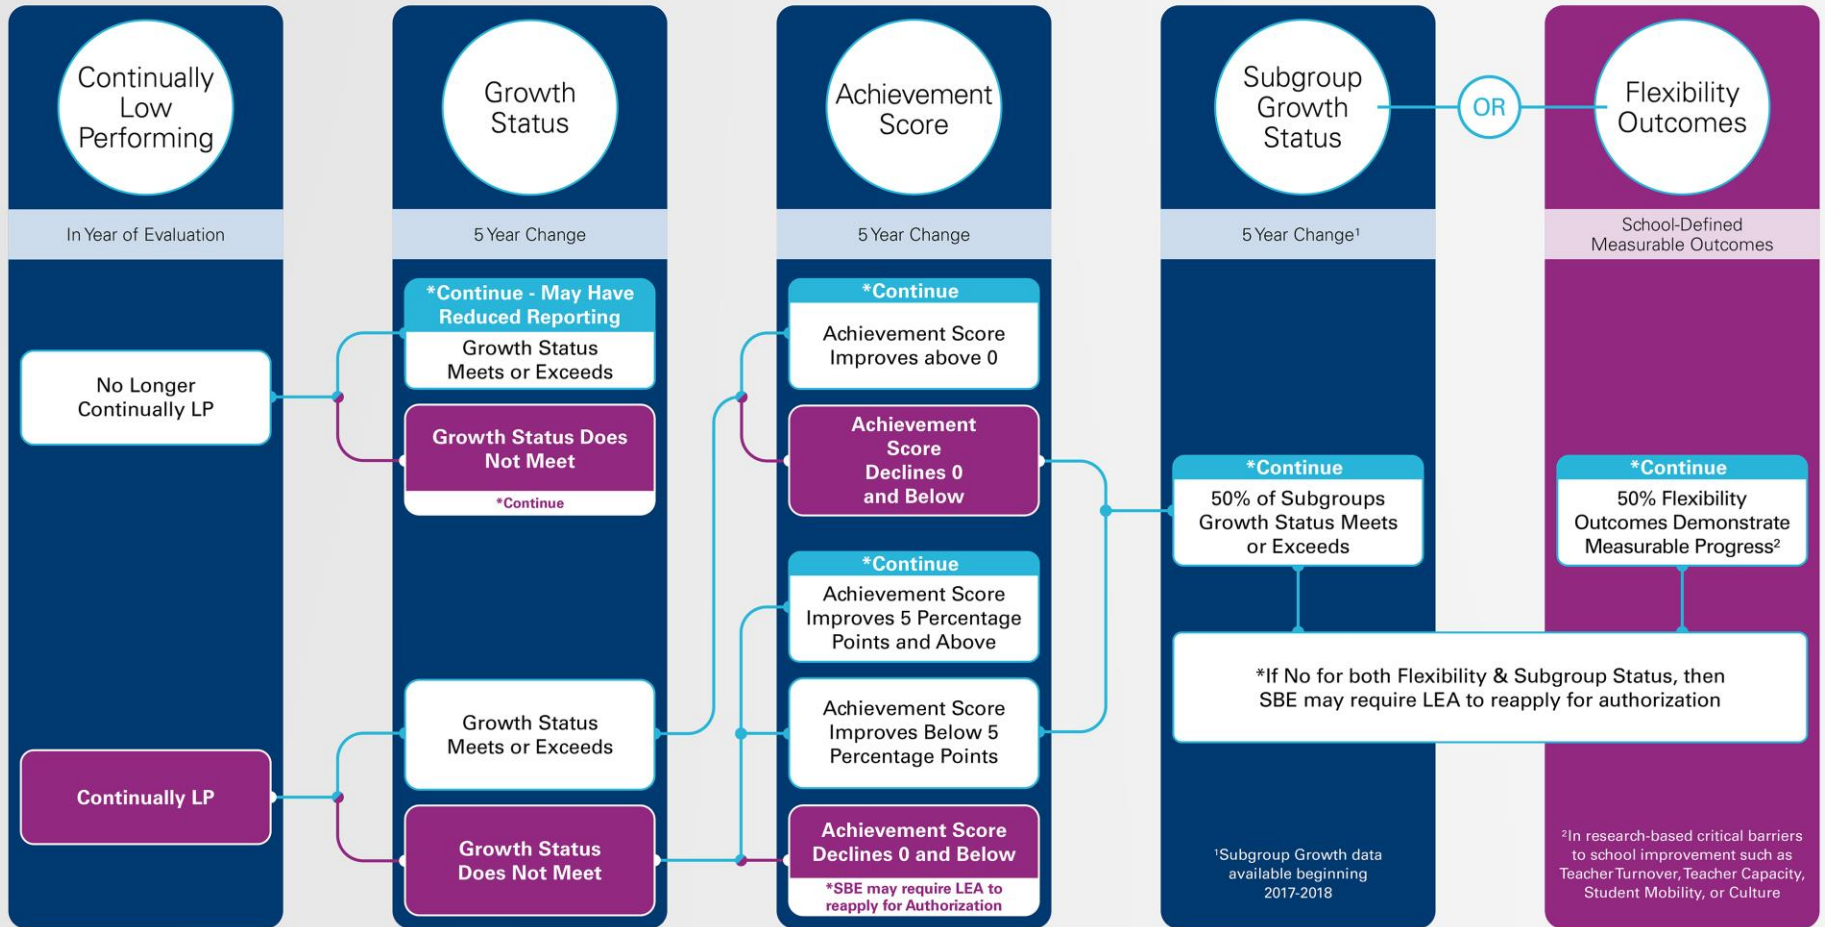 Continually
Low
Performing
In Year of Evaluation
No Longer
Continually LP
Continually LP
Growth
Status
5 Year Change
*Continue - May Have
Reduced Reporting
Growth Status
Meets or Exceeds
Growth Status Does
Not Meet
*Continue
Growth Status
Meets or Exceeds
Growth Status
Does Not Meet
Achievement
Score
5 Year Change
*Continue
Achievement Score
Improves above 0
Achievement
Score
Declines 0
and Below
*Continue
Achievement Score
Improves 5 Percentage
Points and Above
Achievement Score
Improves Below 5
Percentage Points
Achievement Score
Declines 0 and Below
*SBE may require LEA to
reapply for Authorization
Subgroup
Growth
Status
5 Year Change¹
*Continue
50% of Subgroups
Growth Status Meets
or Exceeds
OR
Flexibility
Outcomes
School-Defined
Measurable Outcomes
*Continue
50% Flexibility
Outcomes Demonstrate
Measurable Progress²
*If No for both Flexibility & Subgroup Status, then
SBE may require LEA to reapply for authorization
¹Subgroup Growth data
available beginning
2017-2018
²In research-based critical barriers
to school improvement such as
Teacher Turnover, Teacher Capacity,
Student Mobility, or Culture